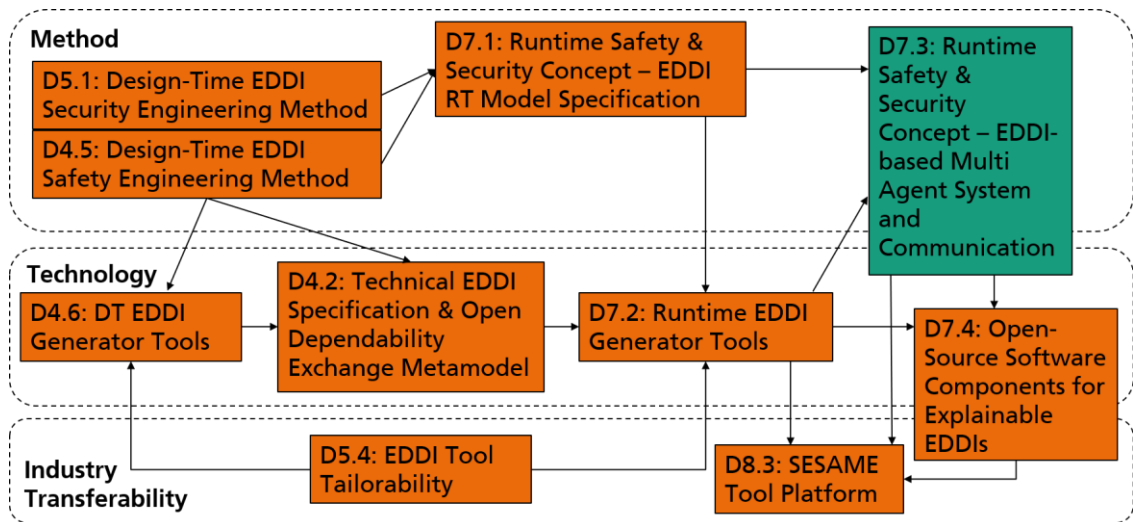 Method
D5.1: Design-Time EDDI
Security Engineering Method
D4.5: Design-Time EDDI
Safety Engineering Method
D7.1: Runtime Safety &
Security Concept – EDDI
RT Model Specification
D7.3: Runtime
Safety &
Security
Concept – EDDI-
based Multi
Agent System
and
Communication
Technology
D4.6: DT EDDI
Generator Tools
D4.2: Technical EDDI
Specification & Open
Dependability
Exchange Metamodel
D7.2: Runtime EDDI
Generator Tools
D7.4: Open-
Source Software
Components for
Explainable
EDDIs
Industry
Transferability
D5.4: EDDI Tool
Tailorability
D8.3: SESAME
Tool Platform